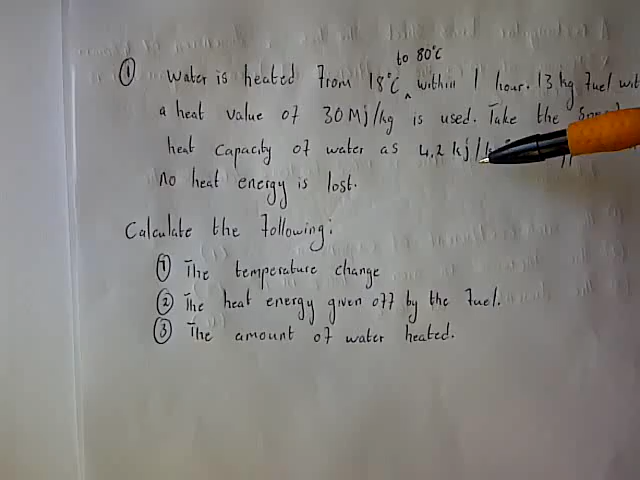 to 80°C
① Water is heated from 18°C ‸ within 1 hour. 13 kg fuel
a heat value of 30 Mj/kg is used. Take the
heat capacity of water as 4.2 kj/
no heat energy is lost.
Calculate the following:
① The temperature change
② The heat energy given off by the fuel.
③ The amount of water heated.